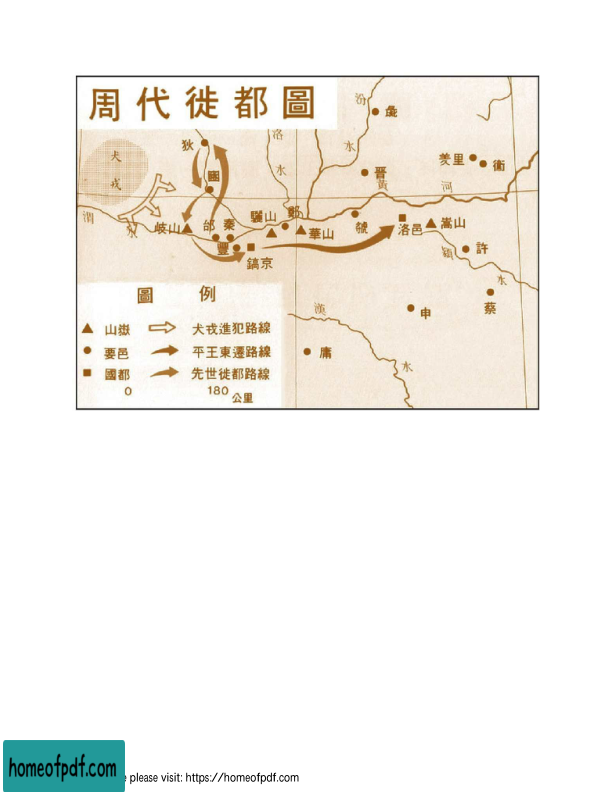 周代徙都圖
汾
彘
洛
水
水
狄
犬
戎
國
晉
黃
河
羑里
衛
渭
水
岐山
邰
秦
豐
驪山
鄭
華山
鎬京
虢
洛邑
嵩山
潁
水
許
蔡
申
漢
水
庸
圖 例
山嶽 犬戎進犯路線
要邑 平王東遷路線
國都 先世徙都路線
0 180 公里
homeofpdf.com
please visit: https://homeofpdf.com